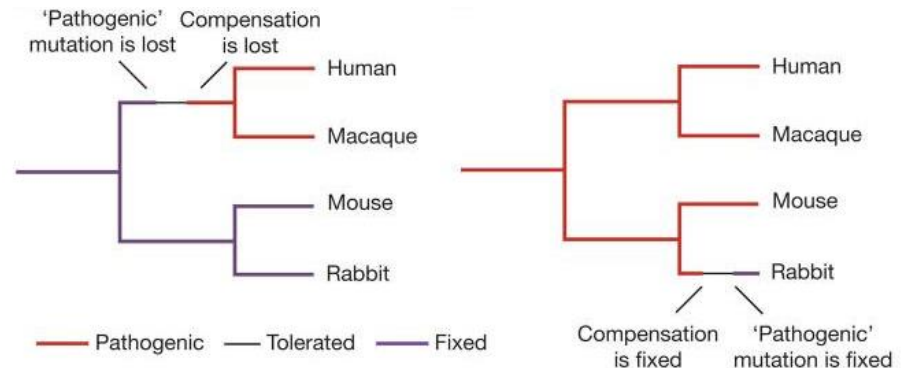 'Pathogenic'
mutation is lost
Compensation
is lost
Human
Macaque
Mouse
Rabbit
Human
Macaque
Mouse
Rabbit
Compensation
is fixed
'Pathogenic'
mutation is fixed
Pathogenic
Tolerated
Fixed